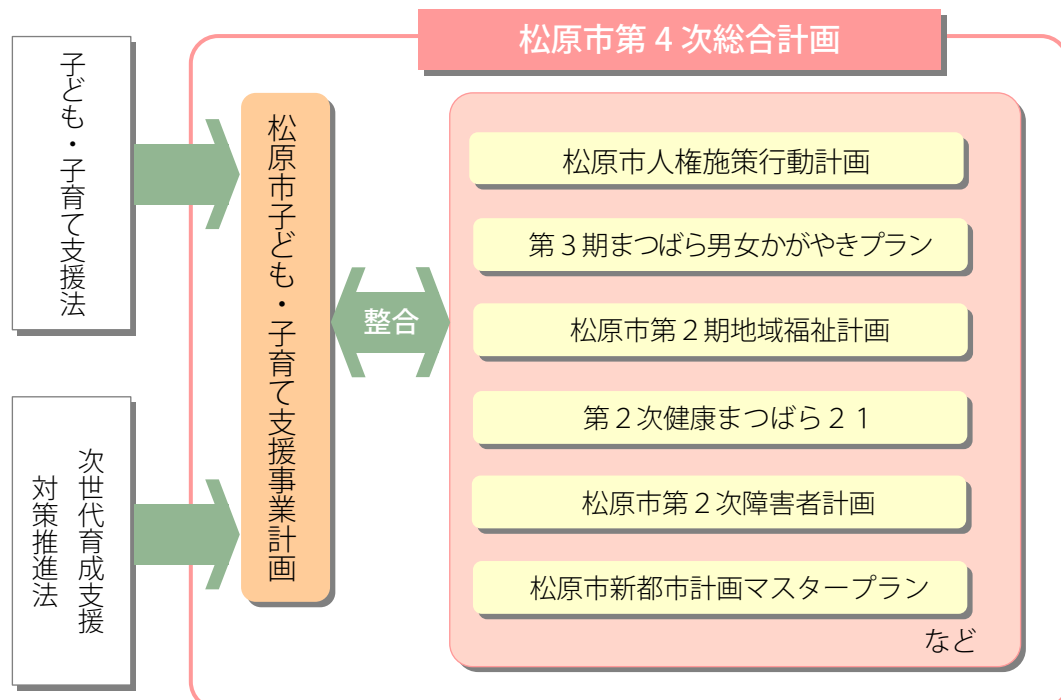 松原市第4次総合計画
子ども・子育て支援法
次世代育成支援
対策推進法
松原市子ども・子育て支援事業計画
整合
松原市人権施策行動計画
第3期まつばら男女かがやきプラン
松原市第2期地域福祉計画
第2次健康まつばら21
松原市第2次障害者計画
松原市新都市計画マスタープラン
など